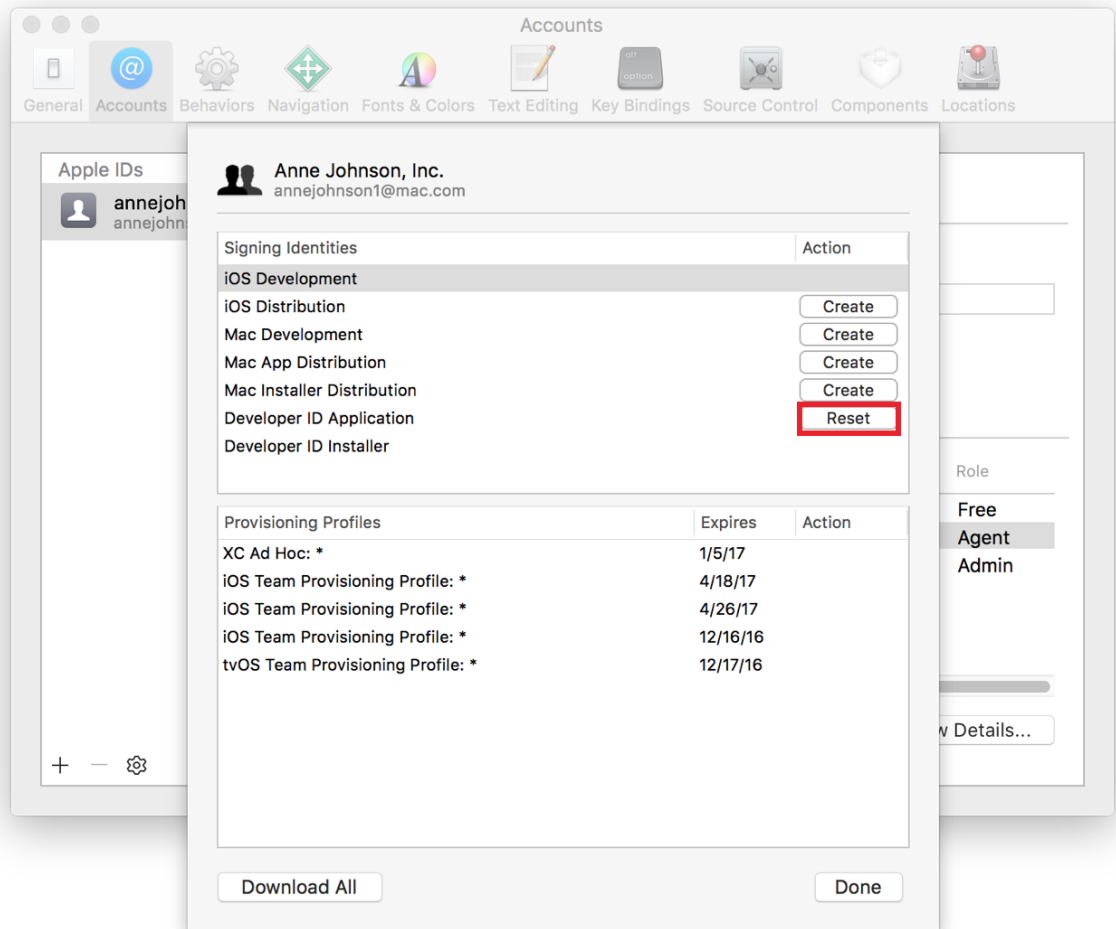 Accounts
General Accounts Behaviors Navigation Fonts & Colors Text Editing Key Bindings Source Control Components Locations
alt
option
Apple IDs
annejoh
annejohn
Anne Johnson, Inc.
annejohnson1@mac.com
Signing Identities Action
iOS Development
iOS Distribution Create
Mac Development Create
Mac App Distribution Create
Mac Installer Distribution Create
Developer ID Application Reset
Developer ID Installer
Provisioning Profiles Expires Action
XC Ad Hoc: * 1/5/17
iOS Team Provisioning Profile: * 4/18/17
iOS Team Provisioning Profile: * 4/26/17
iOS Team Provisioning Profile: * 12/16/16
tvOS Team Provisioning Profile: * 12/17/16
Role
Free
Agent
Admin
w Details...
Download All Done